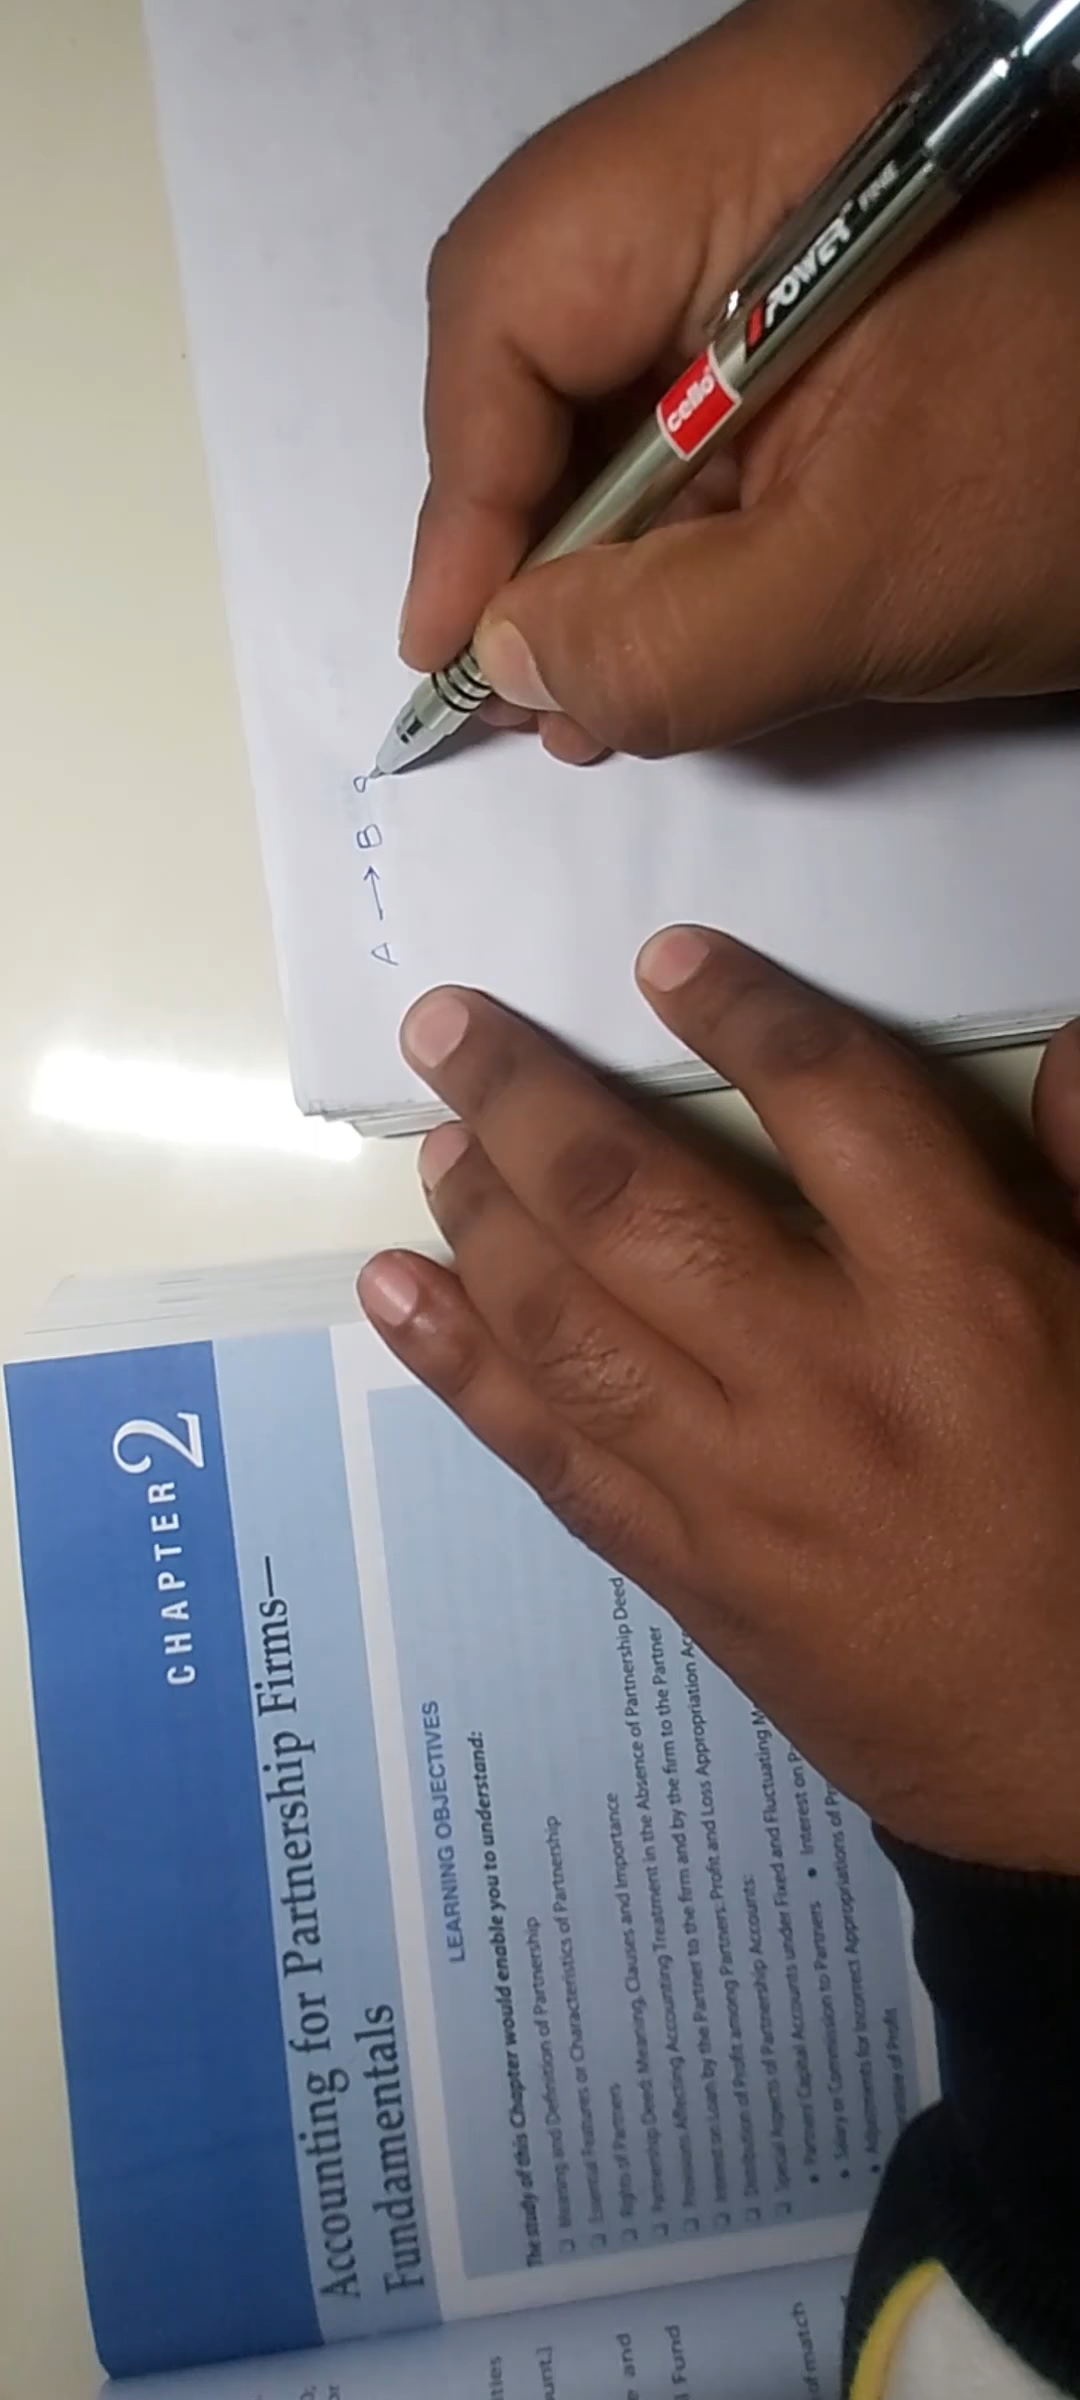 A → B
cello
POWER FINE
CHAPTER 2
Accounting for Partnership Firms—
Fundamentals
LEARNING OBJECTIVES
The study of this Chapter would enable you to understand:
❑ Meaning and Definition of Partnership
❑ Essential Features or Characteristics of Partnership
❑ Rights of Partners
❑ Partnership Deed: Meaning, Clauses and Importance
❑ Provisions Affecting Accounting Treatment in the Absence of Partnership Deed
❑ Interest on Loan by the Partner to the firm and by the firm to the Partner
❑ Distribution of Profit among Partners: Profit and Loss Appropriation
❑ Special Aspects of Partnership Accounts:
• Partners' Capital Accounts under Fixed and Fluctuating
• Salary or Commission to Partners • Interest on
• Adjustments for Incorrect Appropriations of
of Profit
and
Fund
of match